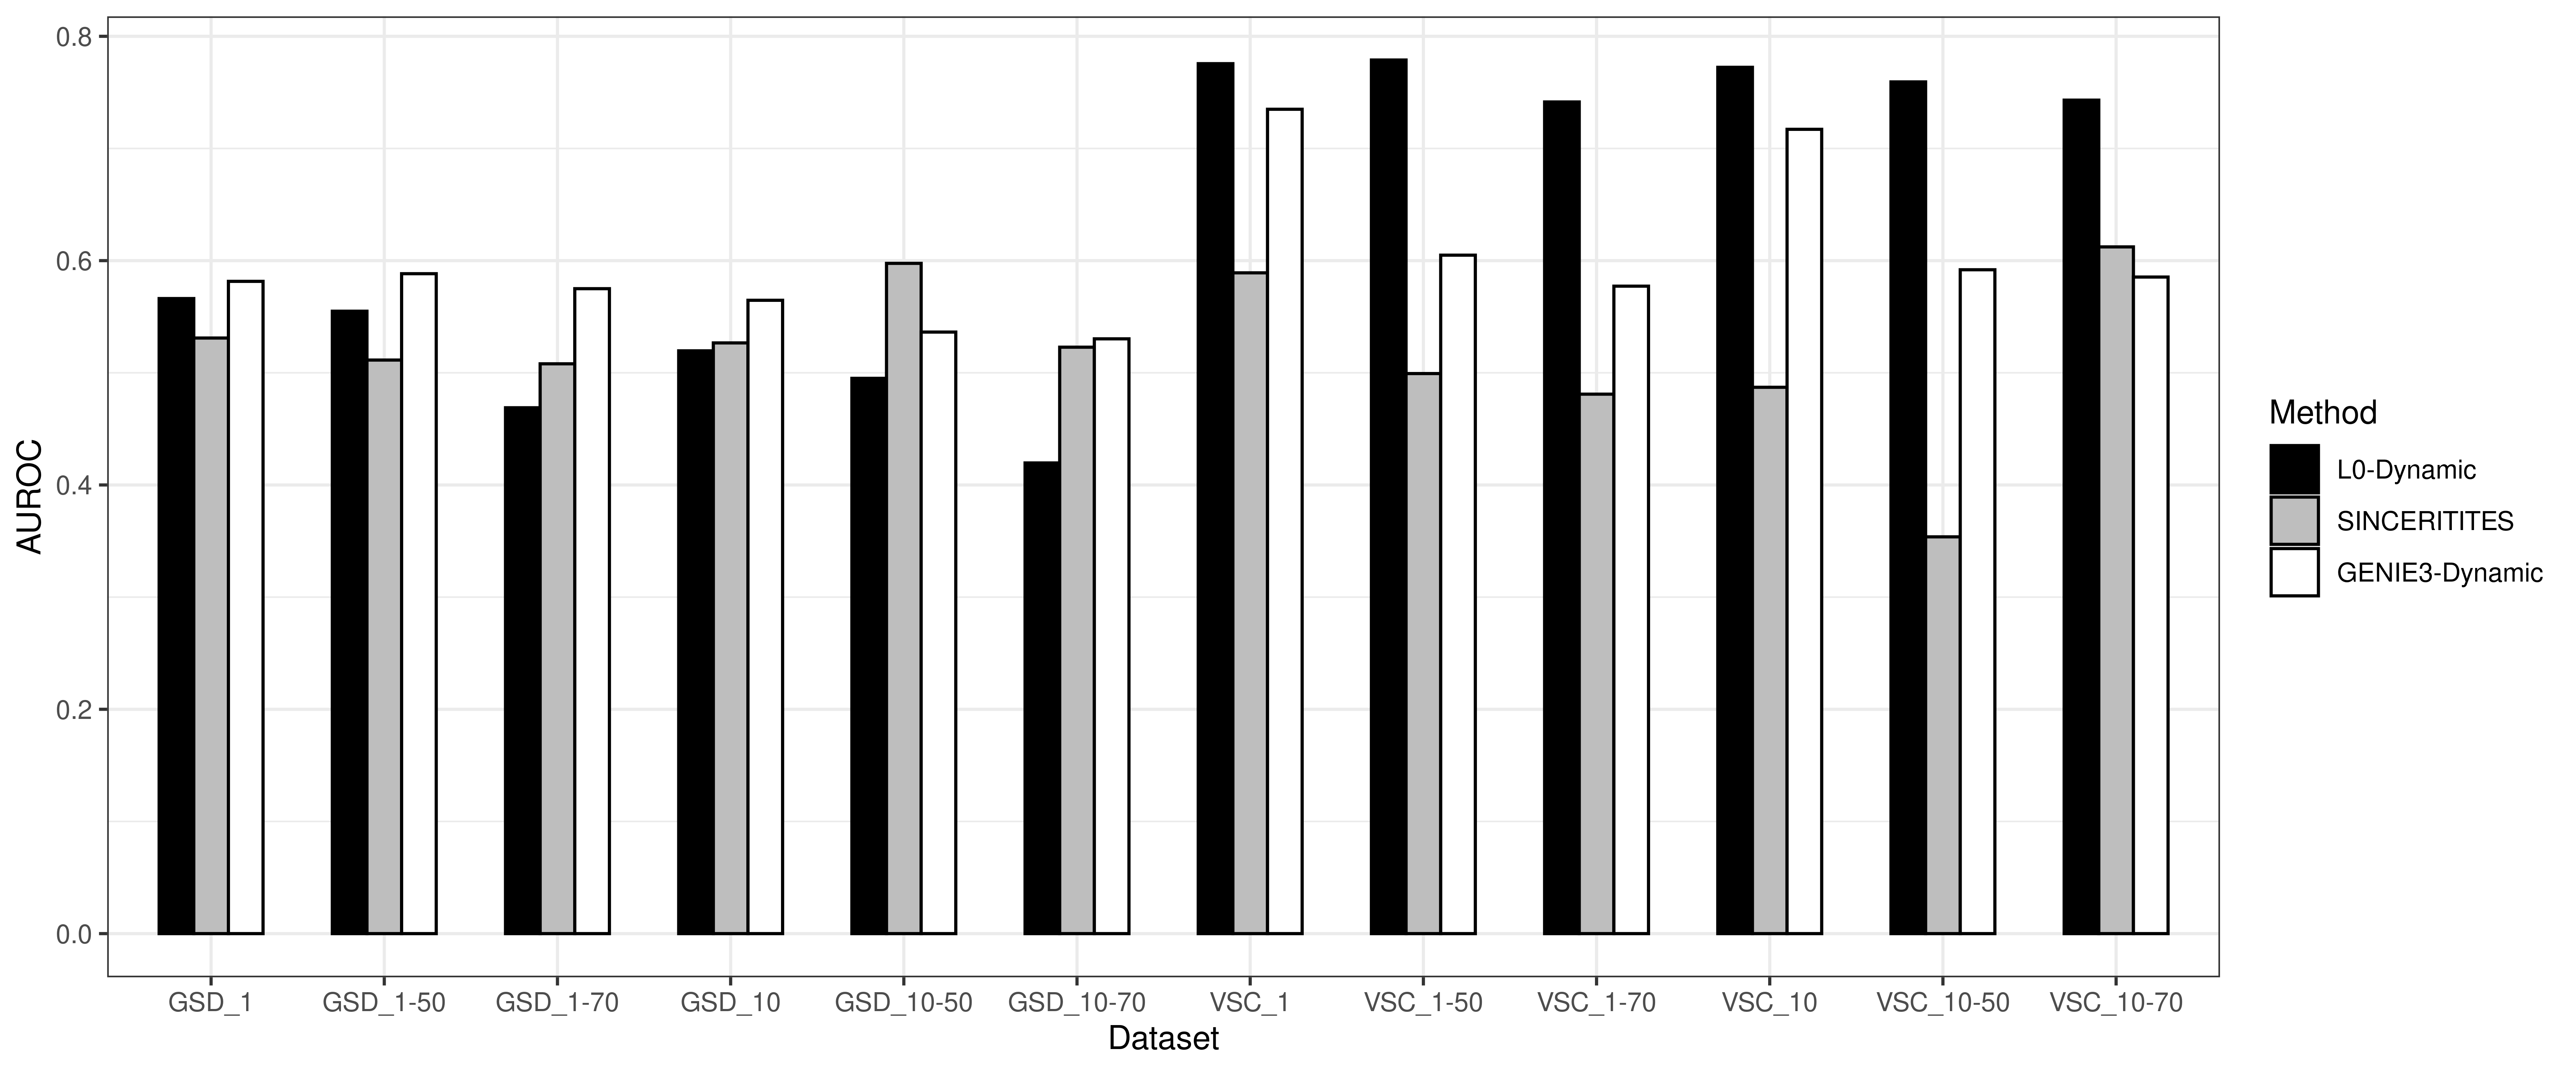 0.8
0.6
0.4
0.2
0.0
AUROC
GSD_1 GSD_1-50 GSD_1-70 GSD_10 GSD_10-50 GSD_10-70 VSC_1 VSC_1-50 VSC_1-70 VSC_10 VSC_10-50 VSC_10-70
Dataset
Method
L0-Dynamic
SINCERITITES
GENIE3-Dynamic